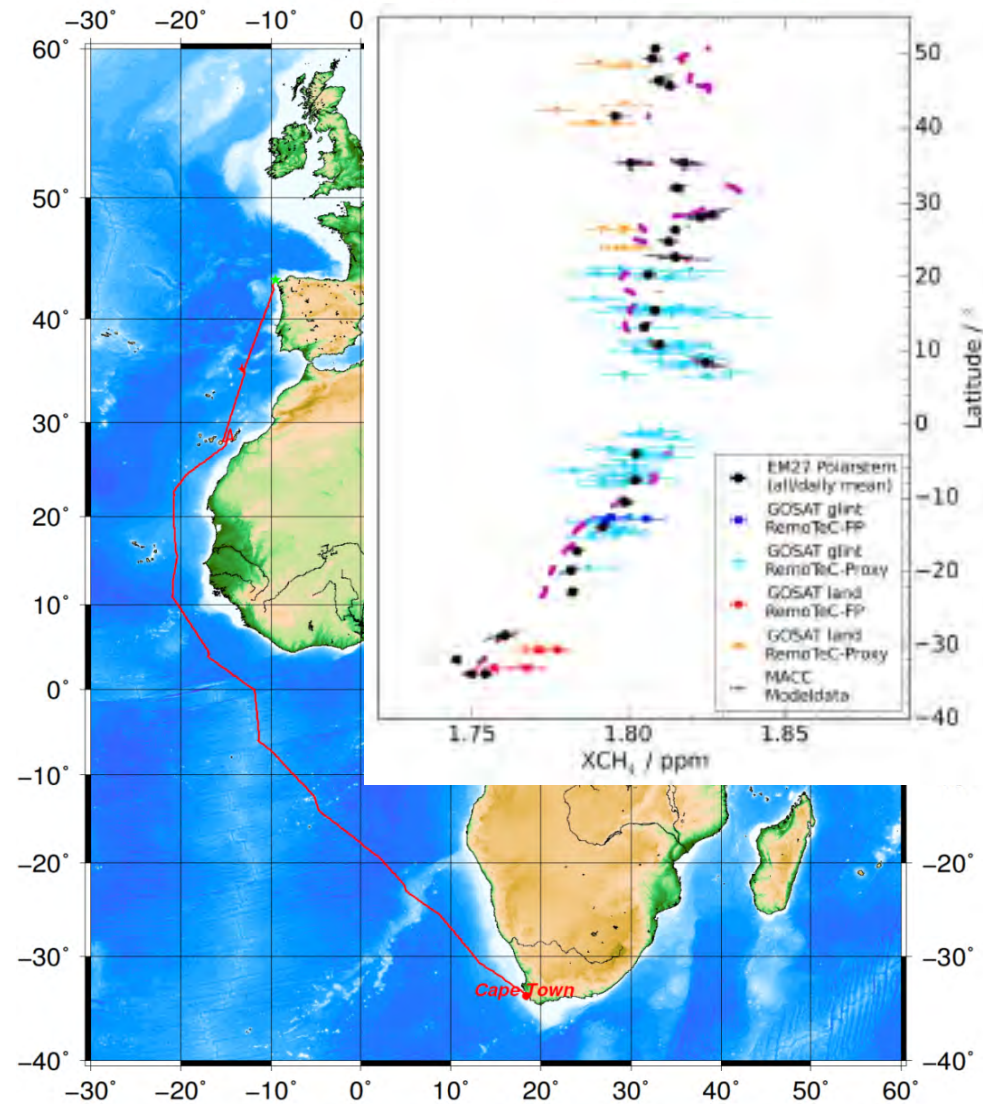 −30° −20° −10° 0
60°
50°
40°
30°
20°
10°
0°
−10°
−20°
−30°
−40°
50
40
30
20
10
0
−10
−20
−30
−40
Latitude / °
EM27 Polarstern
(all/daily mean)
GOSAT glint
RemoTeC-FP
GOSAT glint
RemoTeC-Proxy
GOSAT land
RemoTeC-FP
GOSAT land
RemoTeC-Proxy
MACC
Modeldata
1.75 1.80 1.85
XCH₄ / ppm
−20°
−30°
−40°
Cape Town
−30° −20° −10° 0° 10° 20° 30° 40° 50° 60°